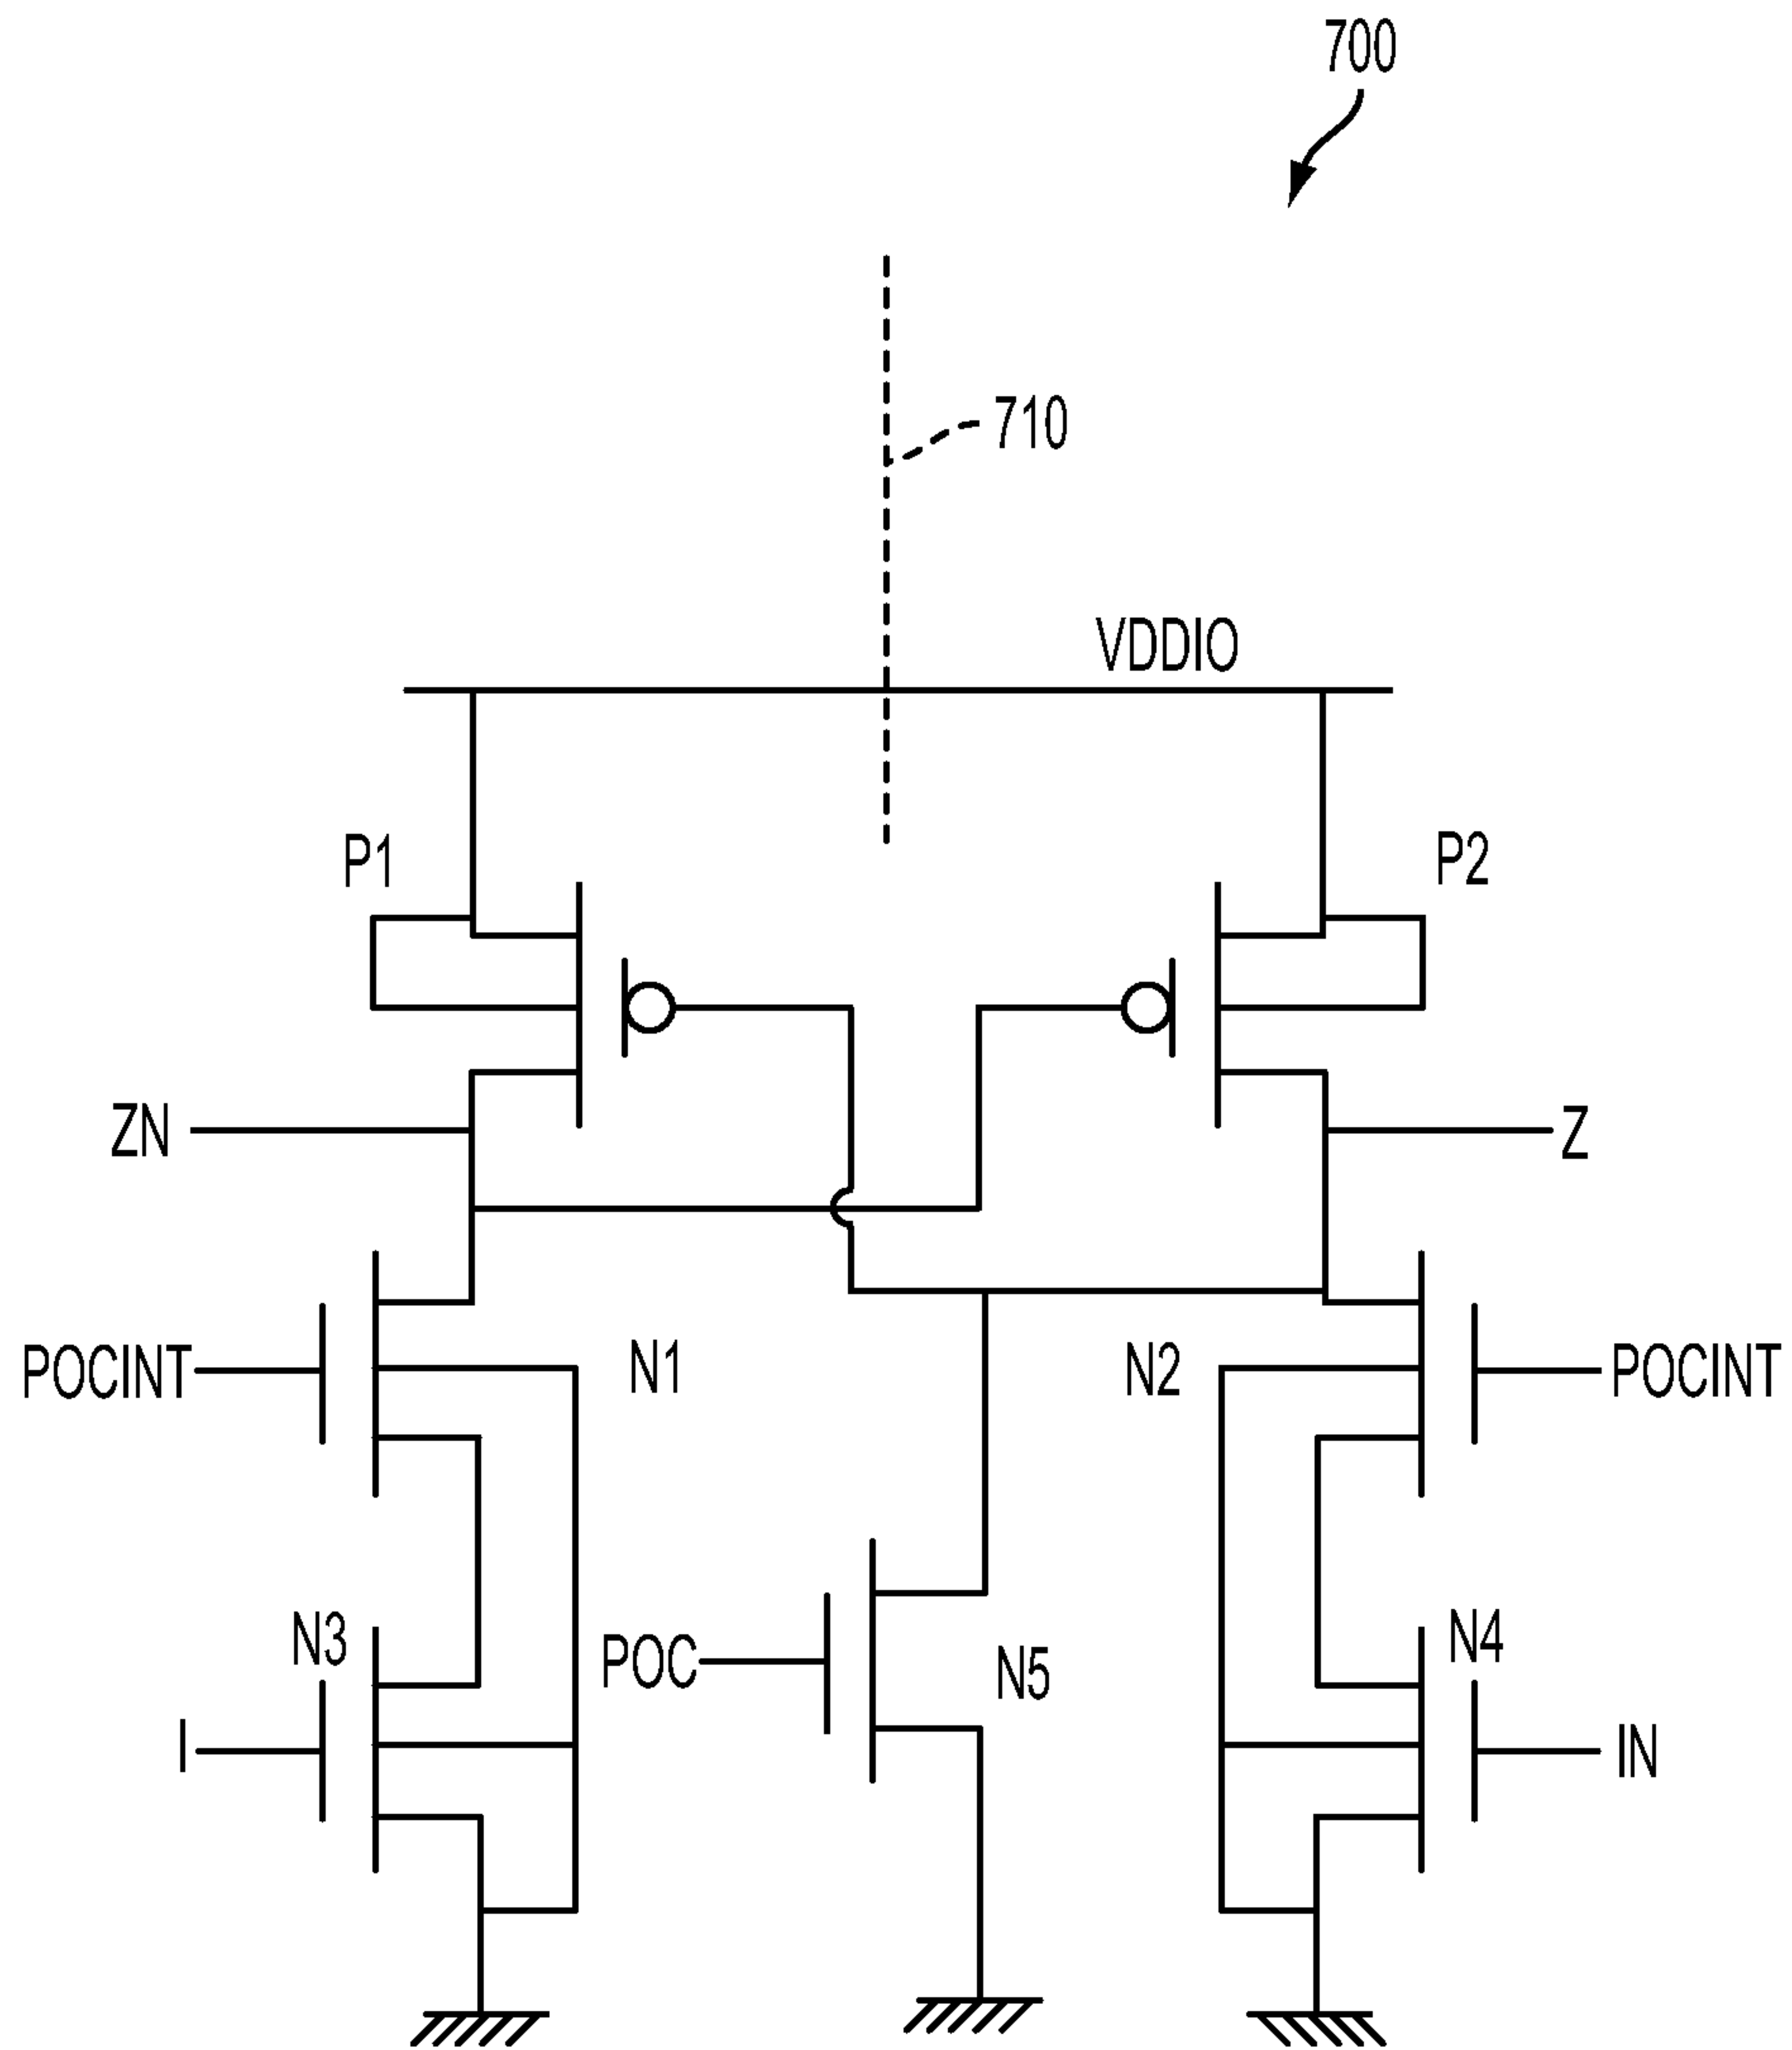 700
710
VDDIO
P1
P2
ZN
Z
POCINT
N1
N2
POCINT
N3
POC
N5
N4
I
IN